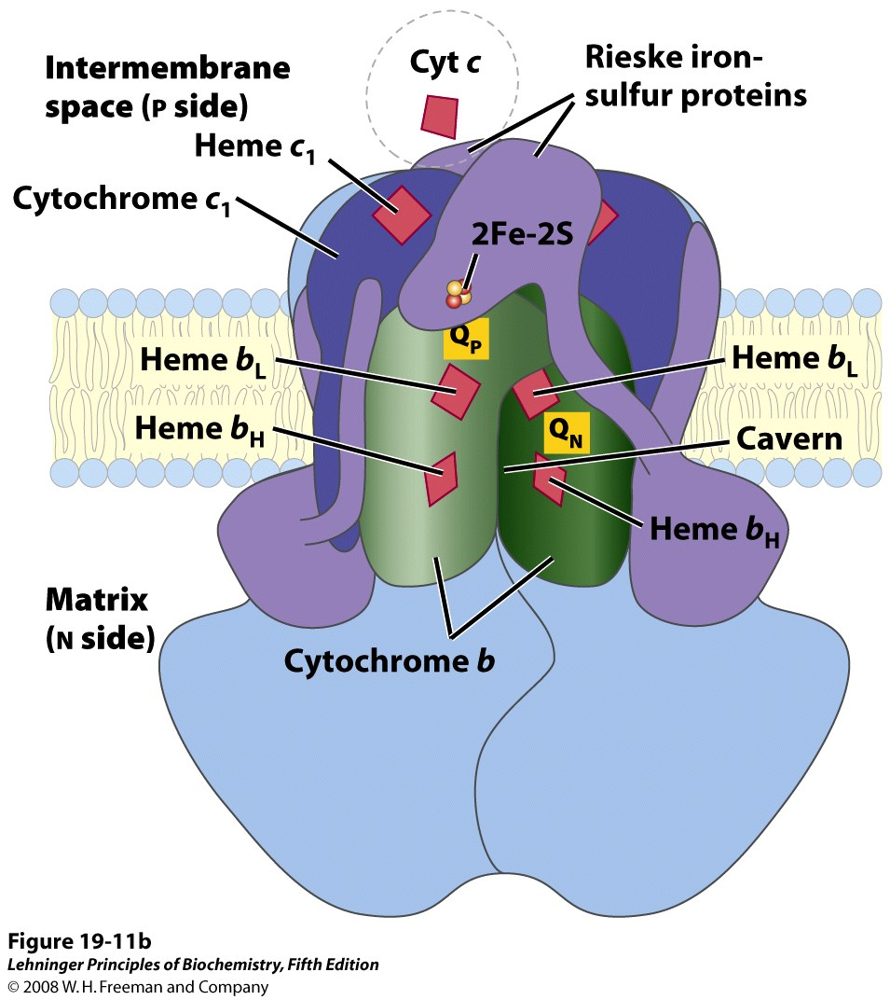 Cyt c
Rieske iron-
sulfur proteins
Intermembrane
space (P side)
Heme c1
Cytochrome c1
2Fe-2S
QP
Heme bL
Heme bL
Heme bH
QN
Cavern
Heme bH
Matrix
(N side)
Cytochrome b
Figure 19-11b
Lehninger Principles of Biochemistry, Fifth Edition
© 2008 W. H. Freeman and Company